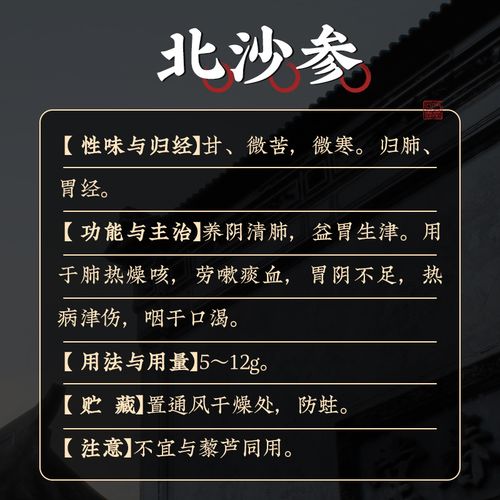 北沙参
【 性味与归经】甘、微苦，微寒。归肺、
胃经。
【 功能与主治】养阴清肺，益胃生津。用
于肺热燥咳，劳嗽痰血，胃阴不足，热
病津伤，咽干口渴。
【 用法与用量】5～12g。
【 贮  藏】置通风干燥处，防蛀。
【 注意】不宜与藜芦同用。